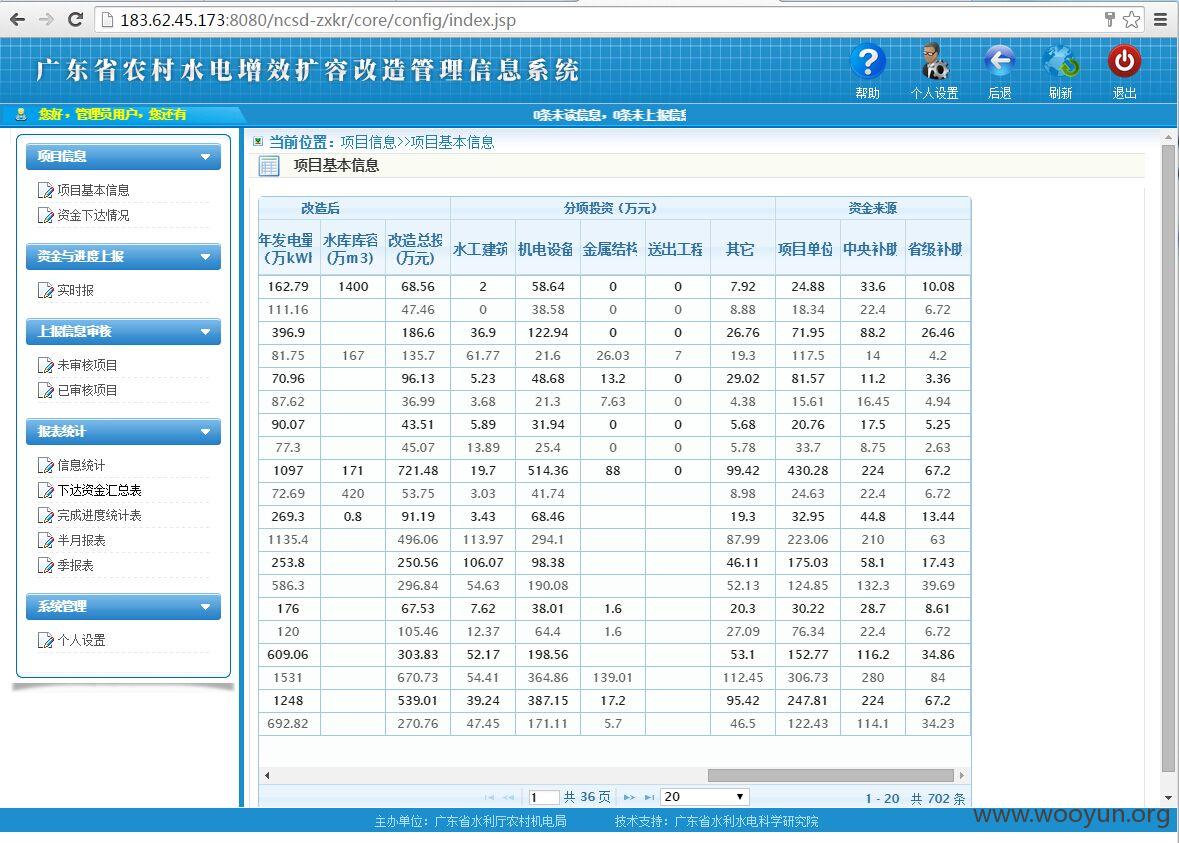 183.62.45.173:8080/ncsd-zxkr/core/config/index.jsp
广东省农村水电增效扩容改造管理信息系统
帮助 个人设置 后退 刷新 退出
您好，管理员用户，您还有 0条未读信息，0条未上报信息
项目信息
项目基本信息
资金下达情况
资金与进度上报
实时报
上报信息审核
未审核项目
已审核项目
报表统计
信息统计
下达资金汇总表
完成进度统计表
半月报表
季报表
系统管理
个人设置
当前位置：项目信息>>项目基本信息
项目基本信息
改造后 分项投资（万元） 资金来源
年发电量（万kWh 水库库容(万m3) 改造总投(万元) 水工建筑 机电设备 金属结构 送出工程 其它 项目单位 中央补助 省级补助
162.79 1400 68.56 2 58.64 0 0 7.92 24.88 33.6 10.08
111.16 47.46 0 38.58 0 0 8.88 18.34 22.4 6.72
396.9 186.6 36.9 122.94 0 0 26.76 71.95 88.2 26.46
81.75 167 135.7 61.77 21.6 26.03 7 19.3 117.5 14 4.2
70.96 96.13 5.23 48.68 13.2 0 29.02 81.57 11.2 3.36
87.62 36.99 3.68 21.3 7.63 0 4.38 15.61 16.45 4.94
90.07 43.51 5.89 31.94 0 0 5.68 20.76 17.5 5.25
77.3 45.07 13.89 25.4 0 0 5.78 33.7 8.75 2.63
1097 171 721.48 19.7 514.36 88 0 99.42 430.28 224 67.2
72.69 420 53.75 3.03 41.74 8.98 24.63 22.4 6.72
269.3 0.8 91.19 3.43 68.46 19.3 32.95 44.8 13.44
1135.4 496.06 113.97 294.1 87.99 223.06 210 63
253.8 250.56 106.07 98.38 46.11 175.03 58.1 17.43
586.3 296.84 54.63 190.08 52.13 124.85 132.3 39.69
176 67.53 7.62 38.01 1.6 20.3 30.22 28.7 8.61
120 105.46 12.37 64.4 1.6 27.09 76.34 22.4 6.72
609.06 303.83 52.17 198.56 53.1 152.77 116.2 34.86
1531 670.73 54.41 364.86 139.01 112.45 306.73 280 84
1248 539.01 39.24 387.15 17.2 95.42 247.81 224 67.2
692.82 270.76 47.45 171.11 5.7 46.5 122.43 114.1 34.23
1 共 36 页 20 1 - 20 共 702 条
主办单位：广东省水利厅农村机电局 技术支持：广东省水利水电科学研究院
www.wooyun.org